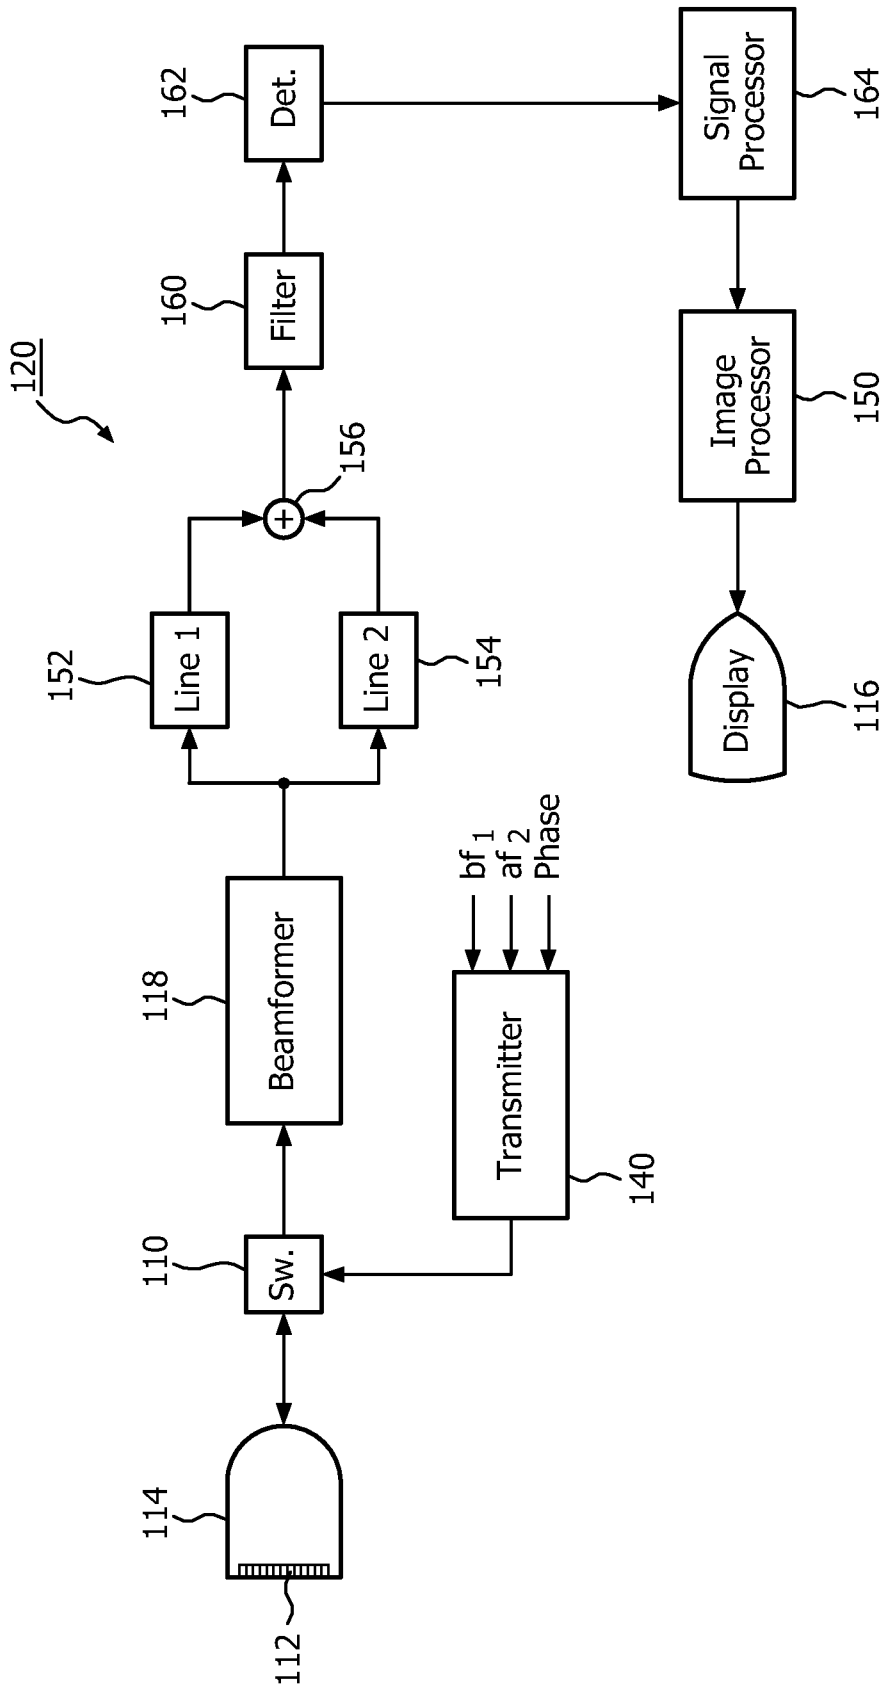 120
114
112
110
Sw.
118
Beamformer
140
Transmitter
bf 1
af 2
Phase
152
Line 1
154
Line 2
156
+
160
Filter
162
Det.
164
Signal
Processor
150
Image
Processor
116
Display